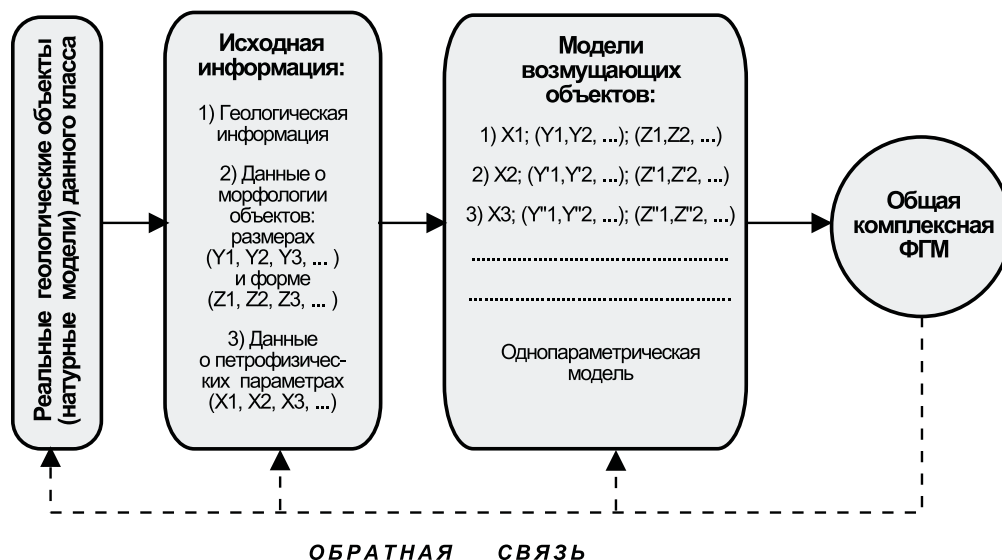 Реальные геологические объекты
(натурные модели) данного класса
Исходная
информация:
1) Геологическая
информация
2) Данные о
морфологии
объектов:
размерах
(Y1, Y2, Y3, ... )
и форме
(Z1, Z2, Z3, ... )
3) Данные
о петрофизичес-
ких параметрах
(X1, X2, X3, ...)
Модели
возмущающих
объектов:
1) X1; (Y1,Y2, ...); (Z1,Z2, ...)
2) X2; (Y'1,Y'2, ...); (Z'1,Z'2, ...)
3) X3; (Y"1,Y"2, ...); (Z"1,Z"2, ...)
................................................
................................................
Однопараметрическая
модель
Общая
комплексная
ФГМ
ОБРАТНАЯ СВЯЗЬ